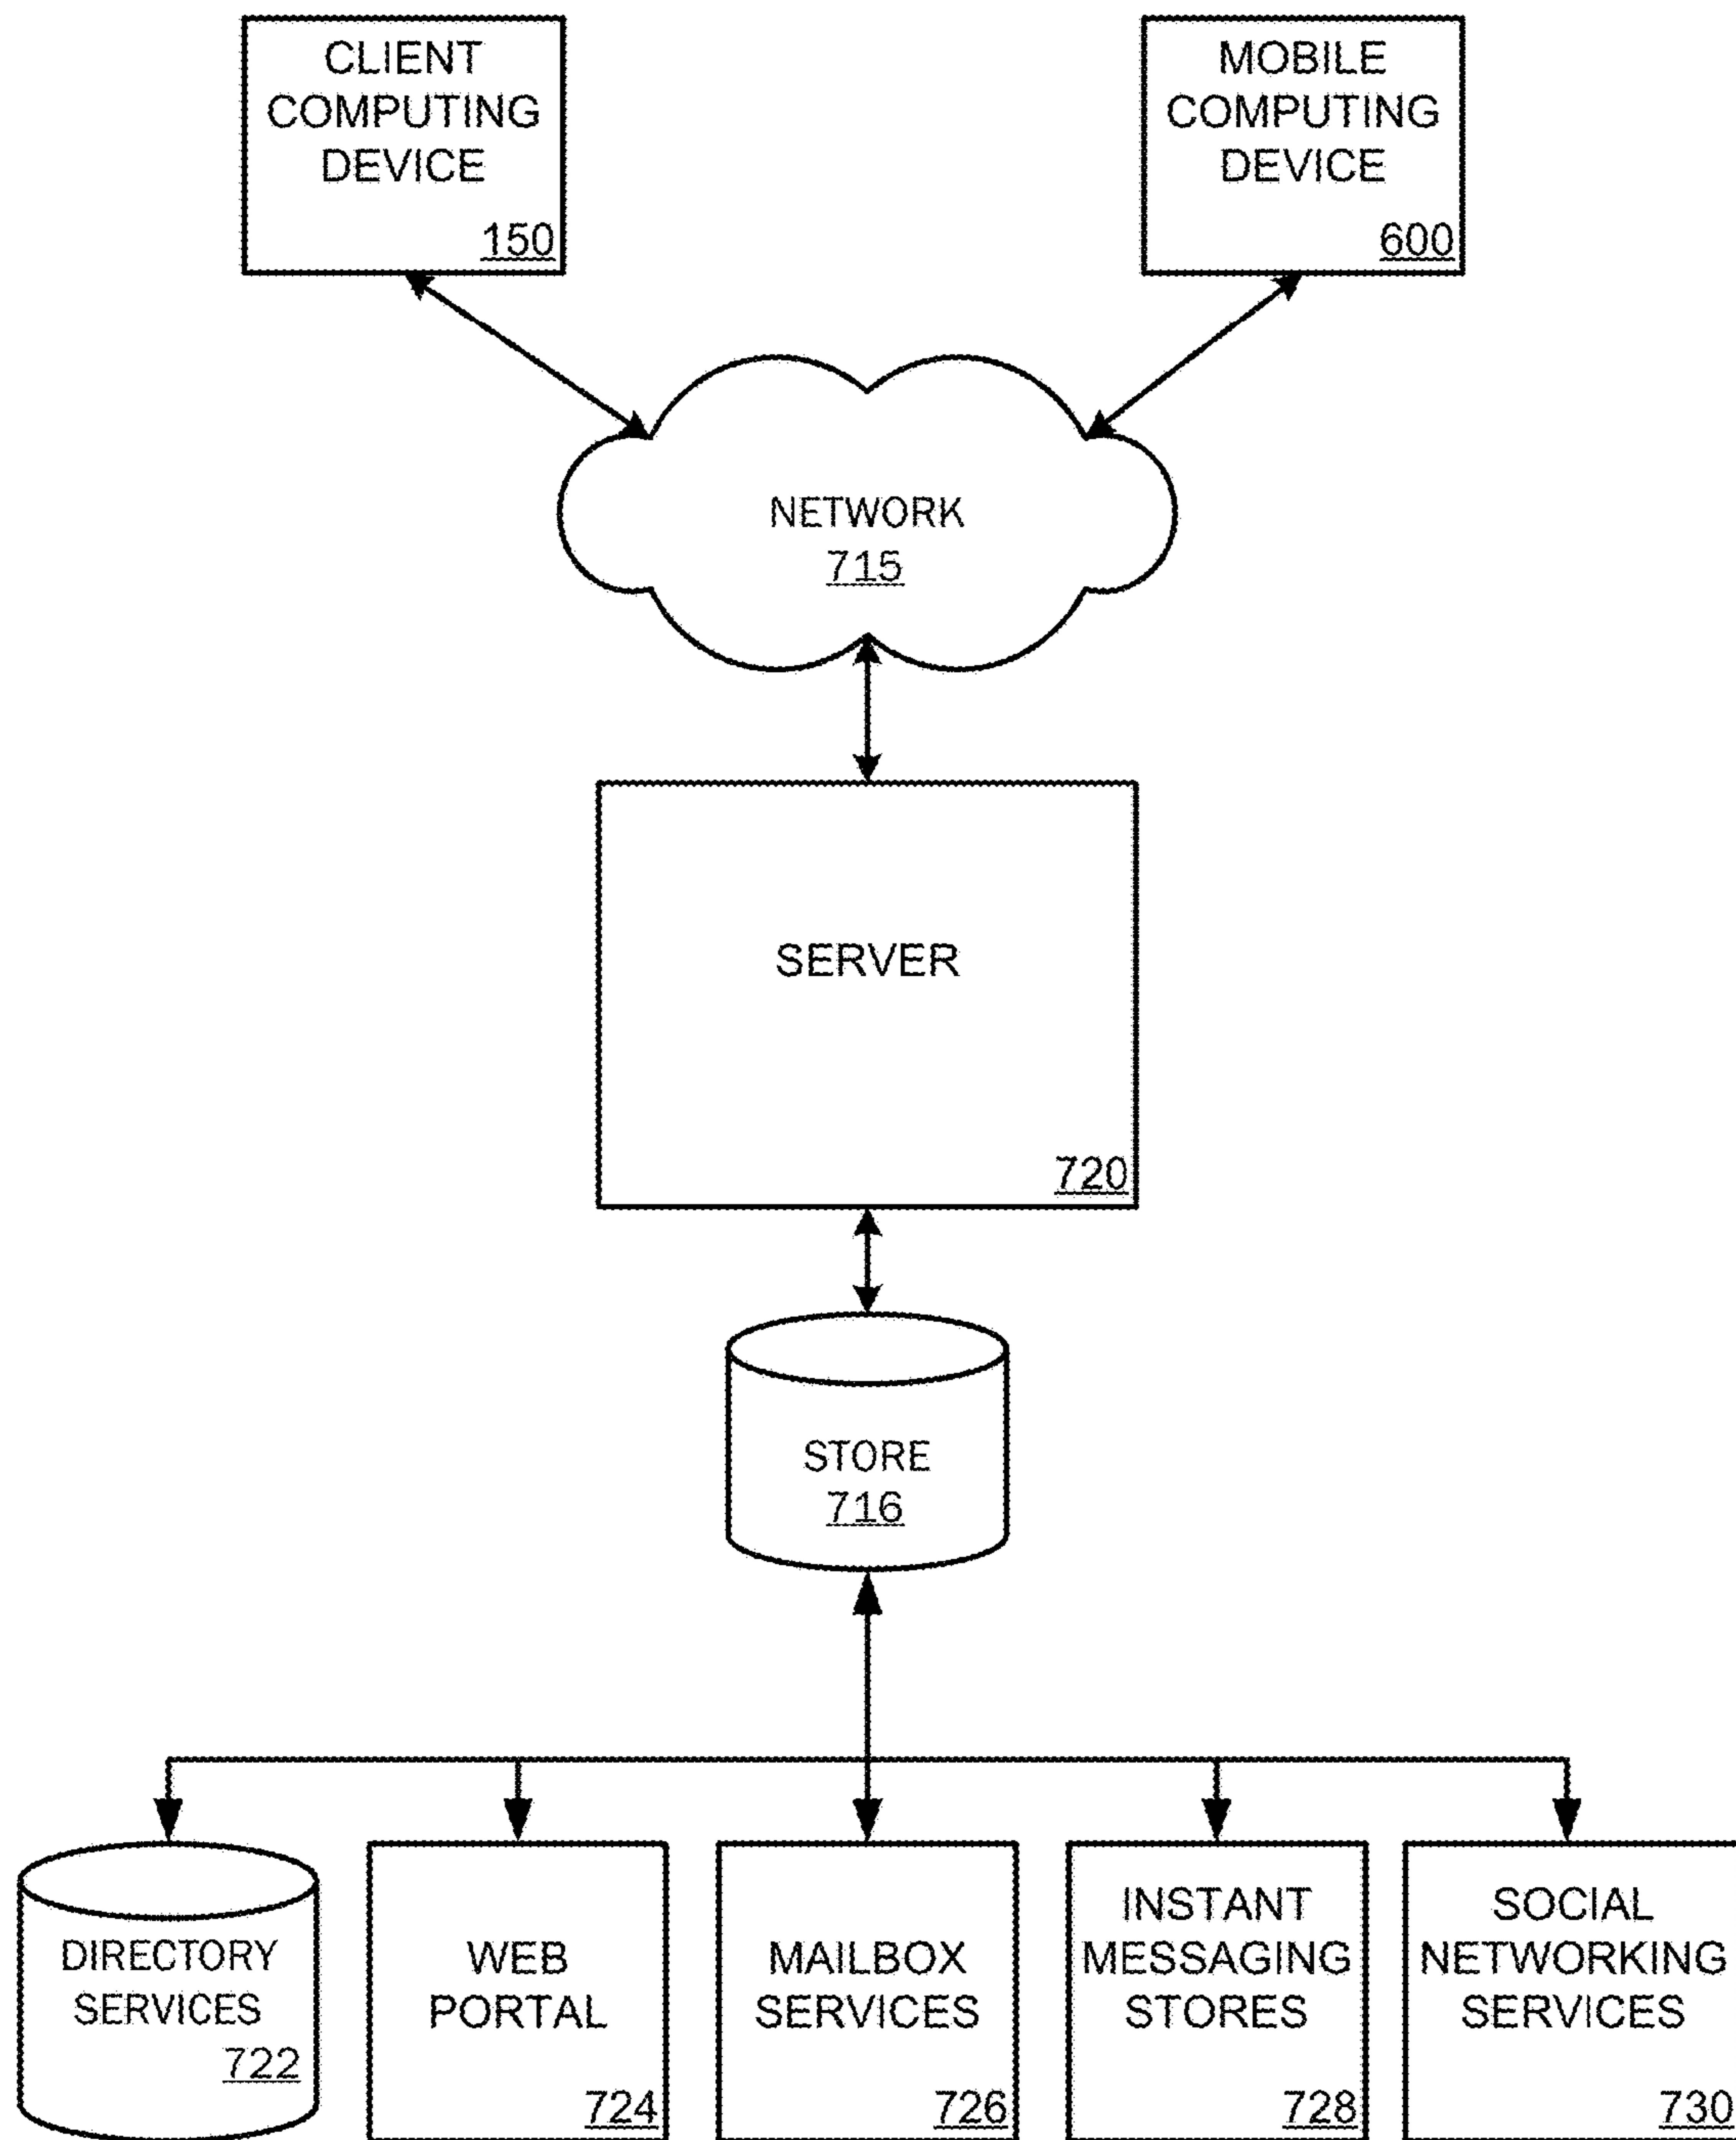 CLIENT
COMPUTING
DEVICE
150
MOBILE
COMPUTING
DEVICE
600
NETWORK
715
SERVER
720
STORE
716
DIRECTORY
SERVICES
722
WEB
PORTAL
724
MAILBOX
SERVICES
726
INSTANT
MESSAGING
STORES
728
SOCIAL
NETWORKING
SERVICES
730